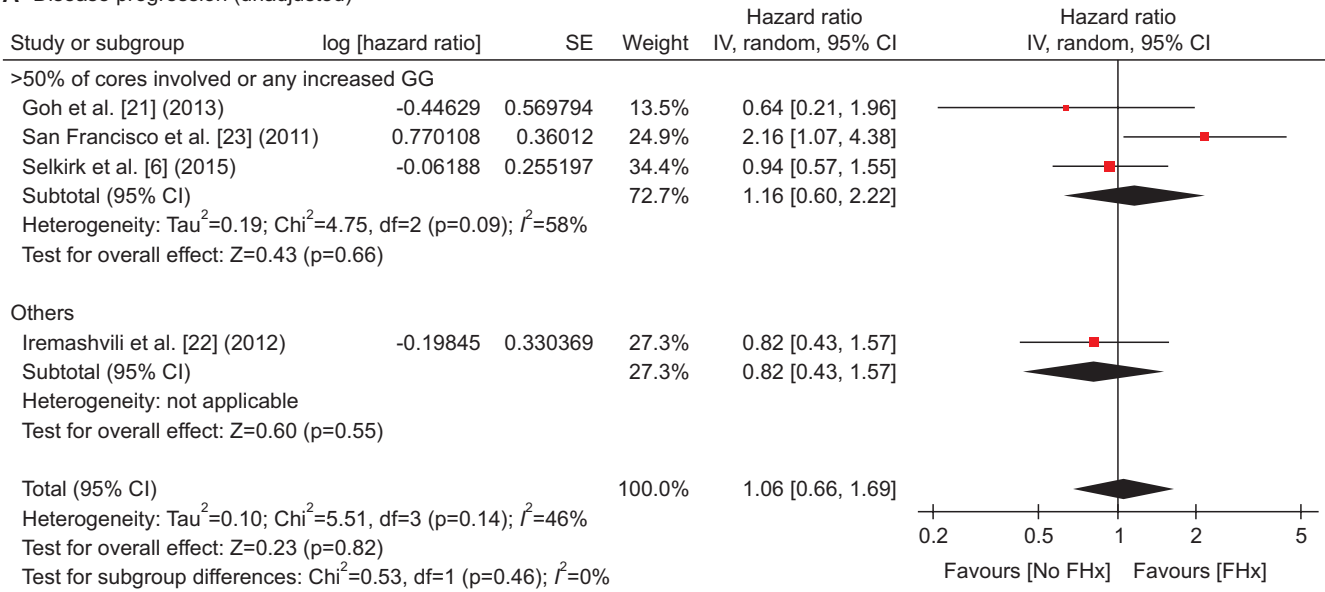 A Disease progression (unadjusted)
Hazard ratio Hazard ratio
Study or subgroup log [hazard ratio] SE Weight IV, random, 95% CI IV, random, 95% CI
>50% of cores involved or any increased GG
Goh et al. [21] (2013) -0.44629 0.569794 13.5% 0.64 [0.21, 1.96]
San Francisco et al. [23] (2011) 0.770108 0.36012 24.9% 2.16 [1.07, 4.38]
Selkirk et al. [6] (2015) -0.06188 0.255197 34.4% 0.94 [0.57, 1.55]
Subtotal (95% CI) 72.7% 1.16 [0.60, 2.22]
Heterogeneity: Tau²=0.19; Chi²=4.75, df=2 (p=0.09); I²=58%
Test for overall effect: Z=0.43 (p=0.66)
Others
Iremashvili et al. [22] (2012) -0.19845 0.330369 27.3% 0.82 [0.43, 1.57]
Subtotal (95% CI) 27.3% 0.82 [0.43, 1.57]
Heterogeneity: not applicable
Test for overall effect: Z=0.60 (p=0.55)
Total (95% CI) 100.0% 1.06 [0.66, 1.69]
Heterogeneity: Tau²=0.10; Chi²=5.51, df=3 (p=0.14); I²=46%
Test for overall effect: Z=0.23 (p=0.82)
Test for subgroup differences: Chi²=0.53, df=1 (p=0.46); I²=0%
0.2 0.5 1 2 5
Favours [No FHx] Favours [FHx]